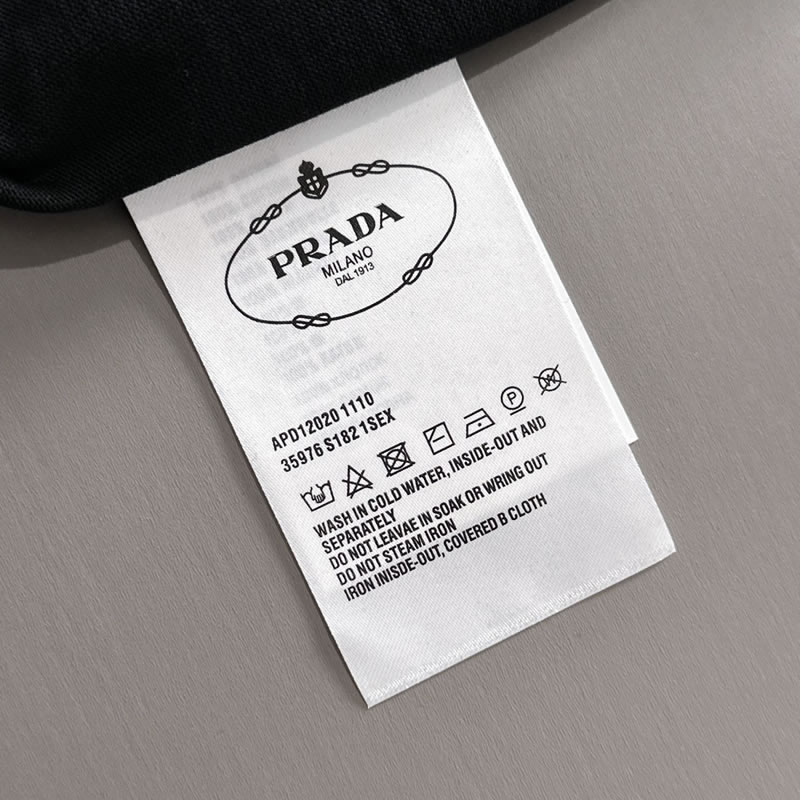 PRADA
MILANO
DAL 1913
APD12020 1110
35976 S182 1SEX
P
W
WASH IN COLD WATER, INSIDE-OUT AND
SEPARATELY
DO NOT LEAVAE IN SOAK OR WRING OUT
DO NOT STEAM IRON
IRON INISDE-OUT, COVERED B CLOTH